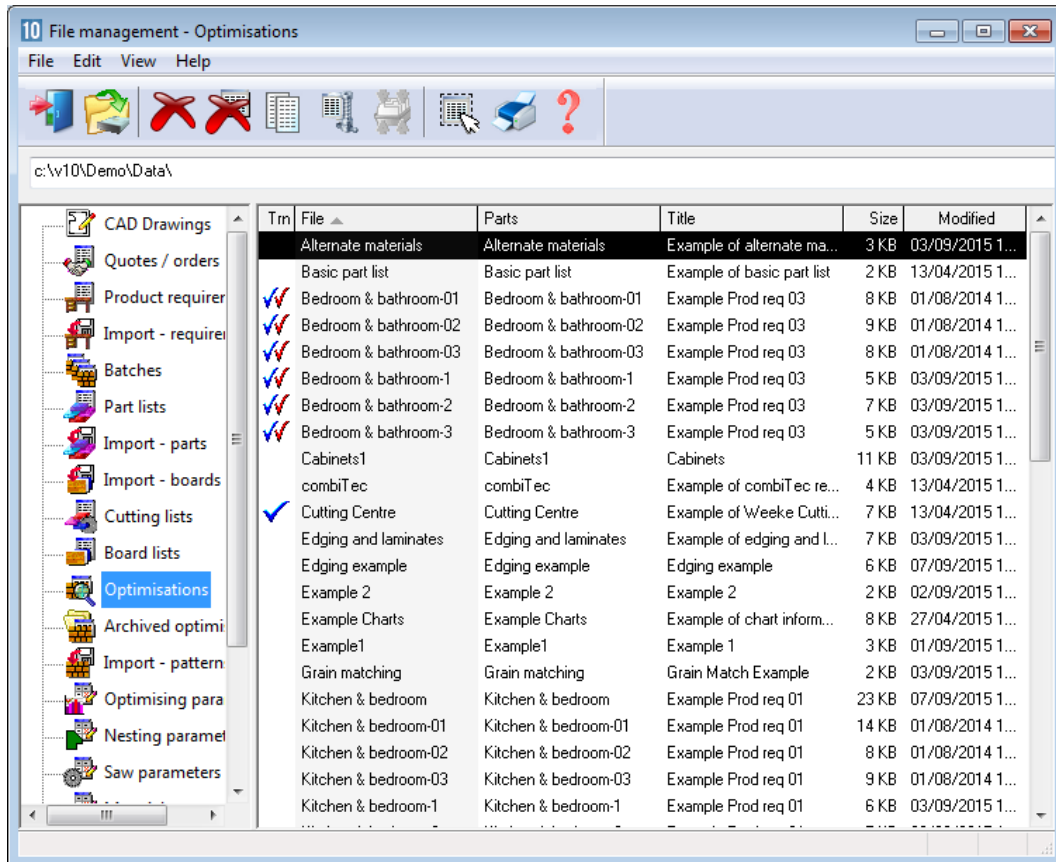 10 File management - Optimisations
File Edit View Help
c:\v10\Demo\Data\
CAD Drawings
Quotes / orders
Product requirer
Import - requirer
Batches
Part lists
Import - parts
Import - boards
Cutting lists
Board lists
Optimisations
Archived optimi
Import - pattern
Optimising para
Nesting paramet
Saw parameters
Trn File Parts Title Size Modified
Alternate materials Alternate materials Example of alternate ma... 3 KB 03/09/2015 1...
Basic part list Basic part list Example of basic part list 2 KB 13/04/2015 1...
Bedroom & bathroom-01 Bedroom & bathroom-01 Example Prod req 03 8 KB 01/08/2014 1...
Bedroom & bathroom-02 Bedroom & bathroom-02 Example Prod req 03 9 KB 01/08/2014 1...
Bedroom & bathroom-03 Bedroom & bathroom-03 Example Prod req 03 8 KB 01/08/2014 1...
Bedroom & bathroom-1 Bedroom & bathroom-1 Example Prod req 03 5 KB 03/09/2015 1...
Bedroom & bathroom-2 Bedroom & bathroom-2 Example Prod req 03 7 KB 03/09/2015 1...
Bedroom & bathroom-3 Bedroom & bathroom-3 Example Prod req 03 5 KB 03/09/2015 1...
Cabinets1 Cabinets1 Cabinets 11 KB 03/09/2015 1...
combiTec combiTec Example of combiTec re... 4 KB 13/04/2015 1...
Cutting Centre Cutting Centre Example of Weeke Cutti... 7 KB 13/04/2015 1...
Edging and laminates Edging and laminates Example of edging and l... 7 KB 03/09/2015 1...
Edging example Edging example Edging example 6 KB 07/09/2015 1...
Example 2 Example 2 Example 2 2 KB 02/09/2015 1...
Example Charts Example Charts Example of chart inform... 8 KB 27/04/2015 1...
Example1 Example1 Example 1 3 KB 01/09/2015 1...
Grain matching Grain matching Grain Match Example 2 KB 03/09/2015 1...
Kitchen & bedroom Kitchen & bedroom Example Prod req 01 23 KB 07/09/2015 1...
Kitchen & bedroom-01 Kitchen & bedroom-01 Example Prod req 01 14 KB 01/08/2014 1...
Kitchen & bedroom-02 Kitchen & bedroom-02 Example Prod req 01 8 KB 01/08/2014 1...
Kitchen & bedroom-03 Kitchen & bedroom-03 Example Prod req 01 9 KB 01/08/2014 1...
Kitchen & bedroom-1 Kitchen & bedroom-1 Example Prod req 01 6 KB 03/09/2015 1...